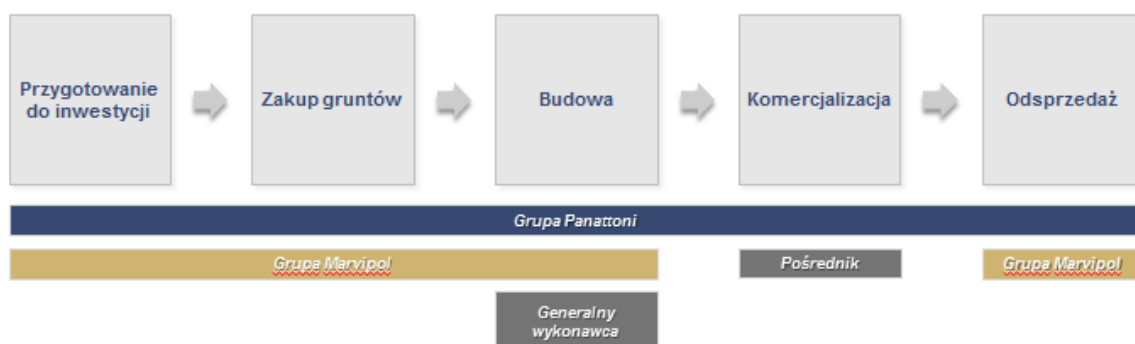 Przygotowanie
do inwestycji
Zakup gruntów
Budowa
Komercjalizacja
Odsprzedaż
Grupa Panattoni
Grupa Marvipol
Pośrednik
Grupa Marvipol
Generalny
wykonawca